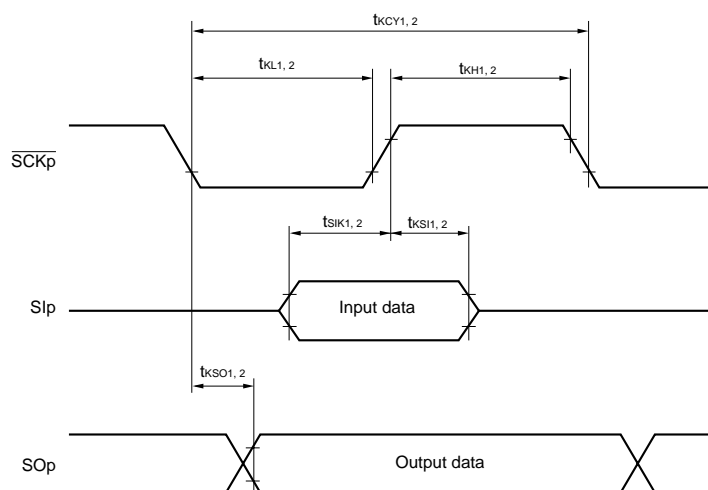 tKCY1, 2
tKL1, 2
tKH1, 2
SCKp
tSIK1, 2
tKSI1, 2
SIp
Input data
tKSO1, 2
SOp
Output data